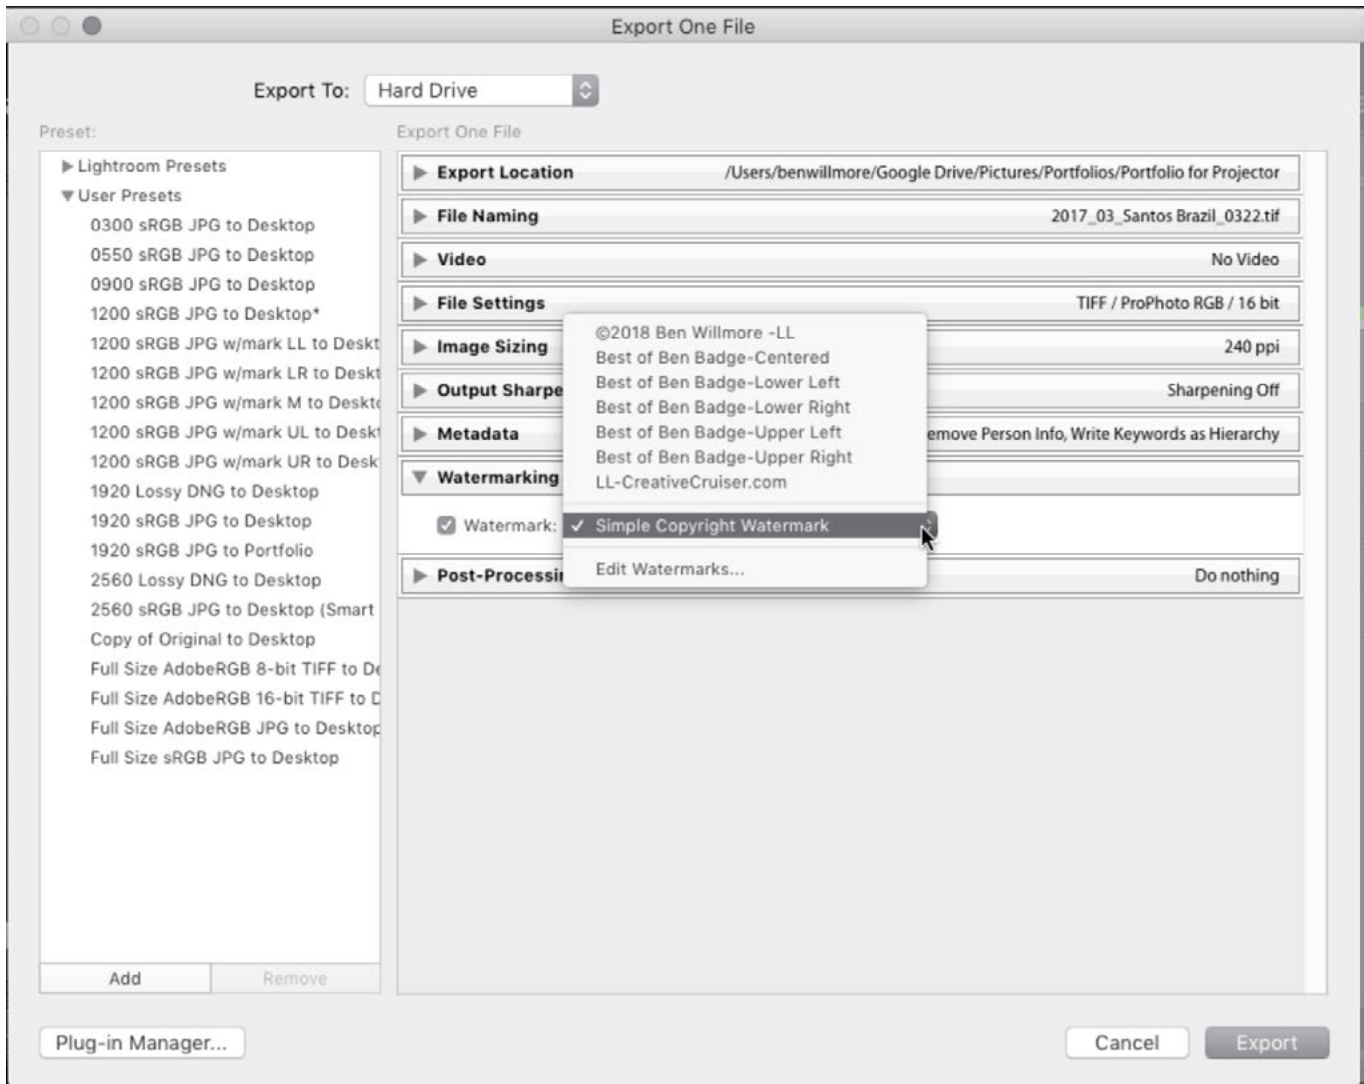 Export One File
Export To: Hard Drive
Preset:
Lightroom Presets
User Presets
0300 sRGB JPG to Desktop
0550 sRGB JPG to Desktop
0900 sRGB JPG to Desktop
1200 sRGB JPG to Desktop*
1200 sRGB JPG w/mark LL to Deskt
1200 sRGB JPG w/mark LR to Deskt
1200 sRGB JPG w/mark M to Deskto
1200 sRGB JPG w/mark UL to Deskt
1200 sRGB JPG w/mark UR to Desk
1920 Lossy DNG to Desktop
1920 sRGB JPG to Desktop
1920 sRGB JPG to Portfolio
2560 Lossy DNG to Desktop
2560 sRGB JPG to Desktop (Smart
Copy of Original to Desktop
Full Size AdobeRGB 8-bit TIFF to De
Full Size AdobeRGB 16-bit TIFF to D
Full Size AdobeRGB JPG to Desktop
Full Size sRGB JPG to Desktop
Add Remove
Export One File
Export Location /Users/benwillmore/Google Drive/Pictures/Portfolios/Portfolio for Projector
File Naming 2017_03_Santos Brazil_0322.tif
Video No Video
File Settings TIFF / ProPhoto RGB / 16 bit
Image Sizing 240 ppi
Output Sharpe Sharpening Off
Metadata emove Person Info, Write Keywords as Hierarchy
Watermarking
Watermark:
©2018 Ben Willmore -LL
Best of Ben Badge-Centered
Best of Ben Badge-Lower Left
Best of Ben Badge-Lower Right
Best of Ben Badge-Upper Left
Best of Ben Badge-Upper Right
LL-CreativeCruiser.com
Simple Copyright Watermark
Edit Watermarks...
Post-Processi Do nothing
Plug-in Manager...
Cancel Export